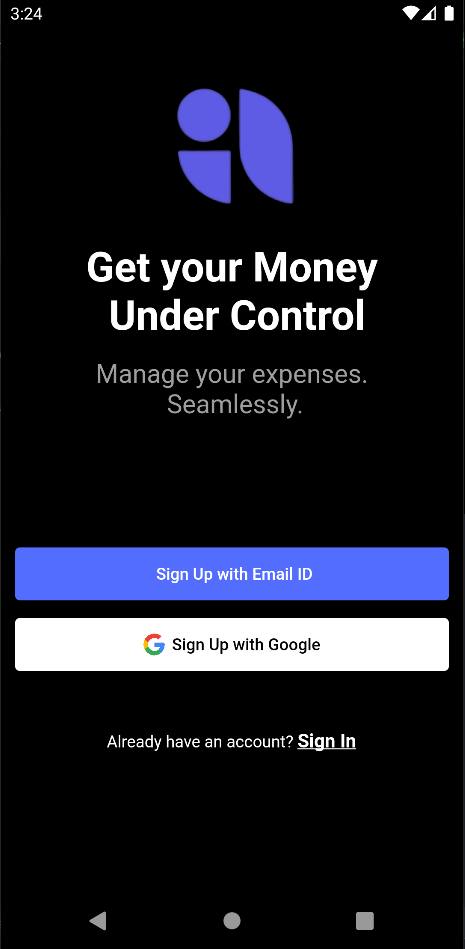 3:24
Get your Money
Under Control
Manage your expenses.
Seamlessly.
Sign Up with Email ID
Sign Up with Google
Already have an account? Sign In